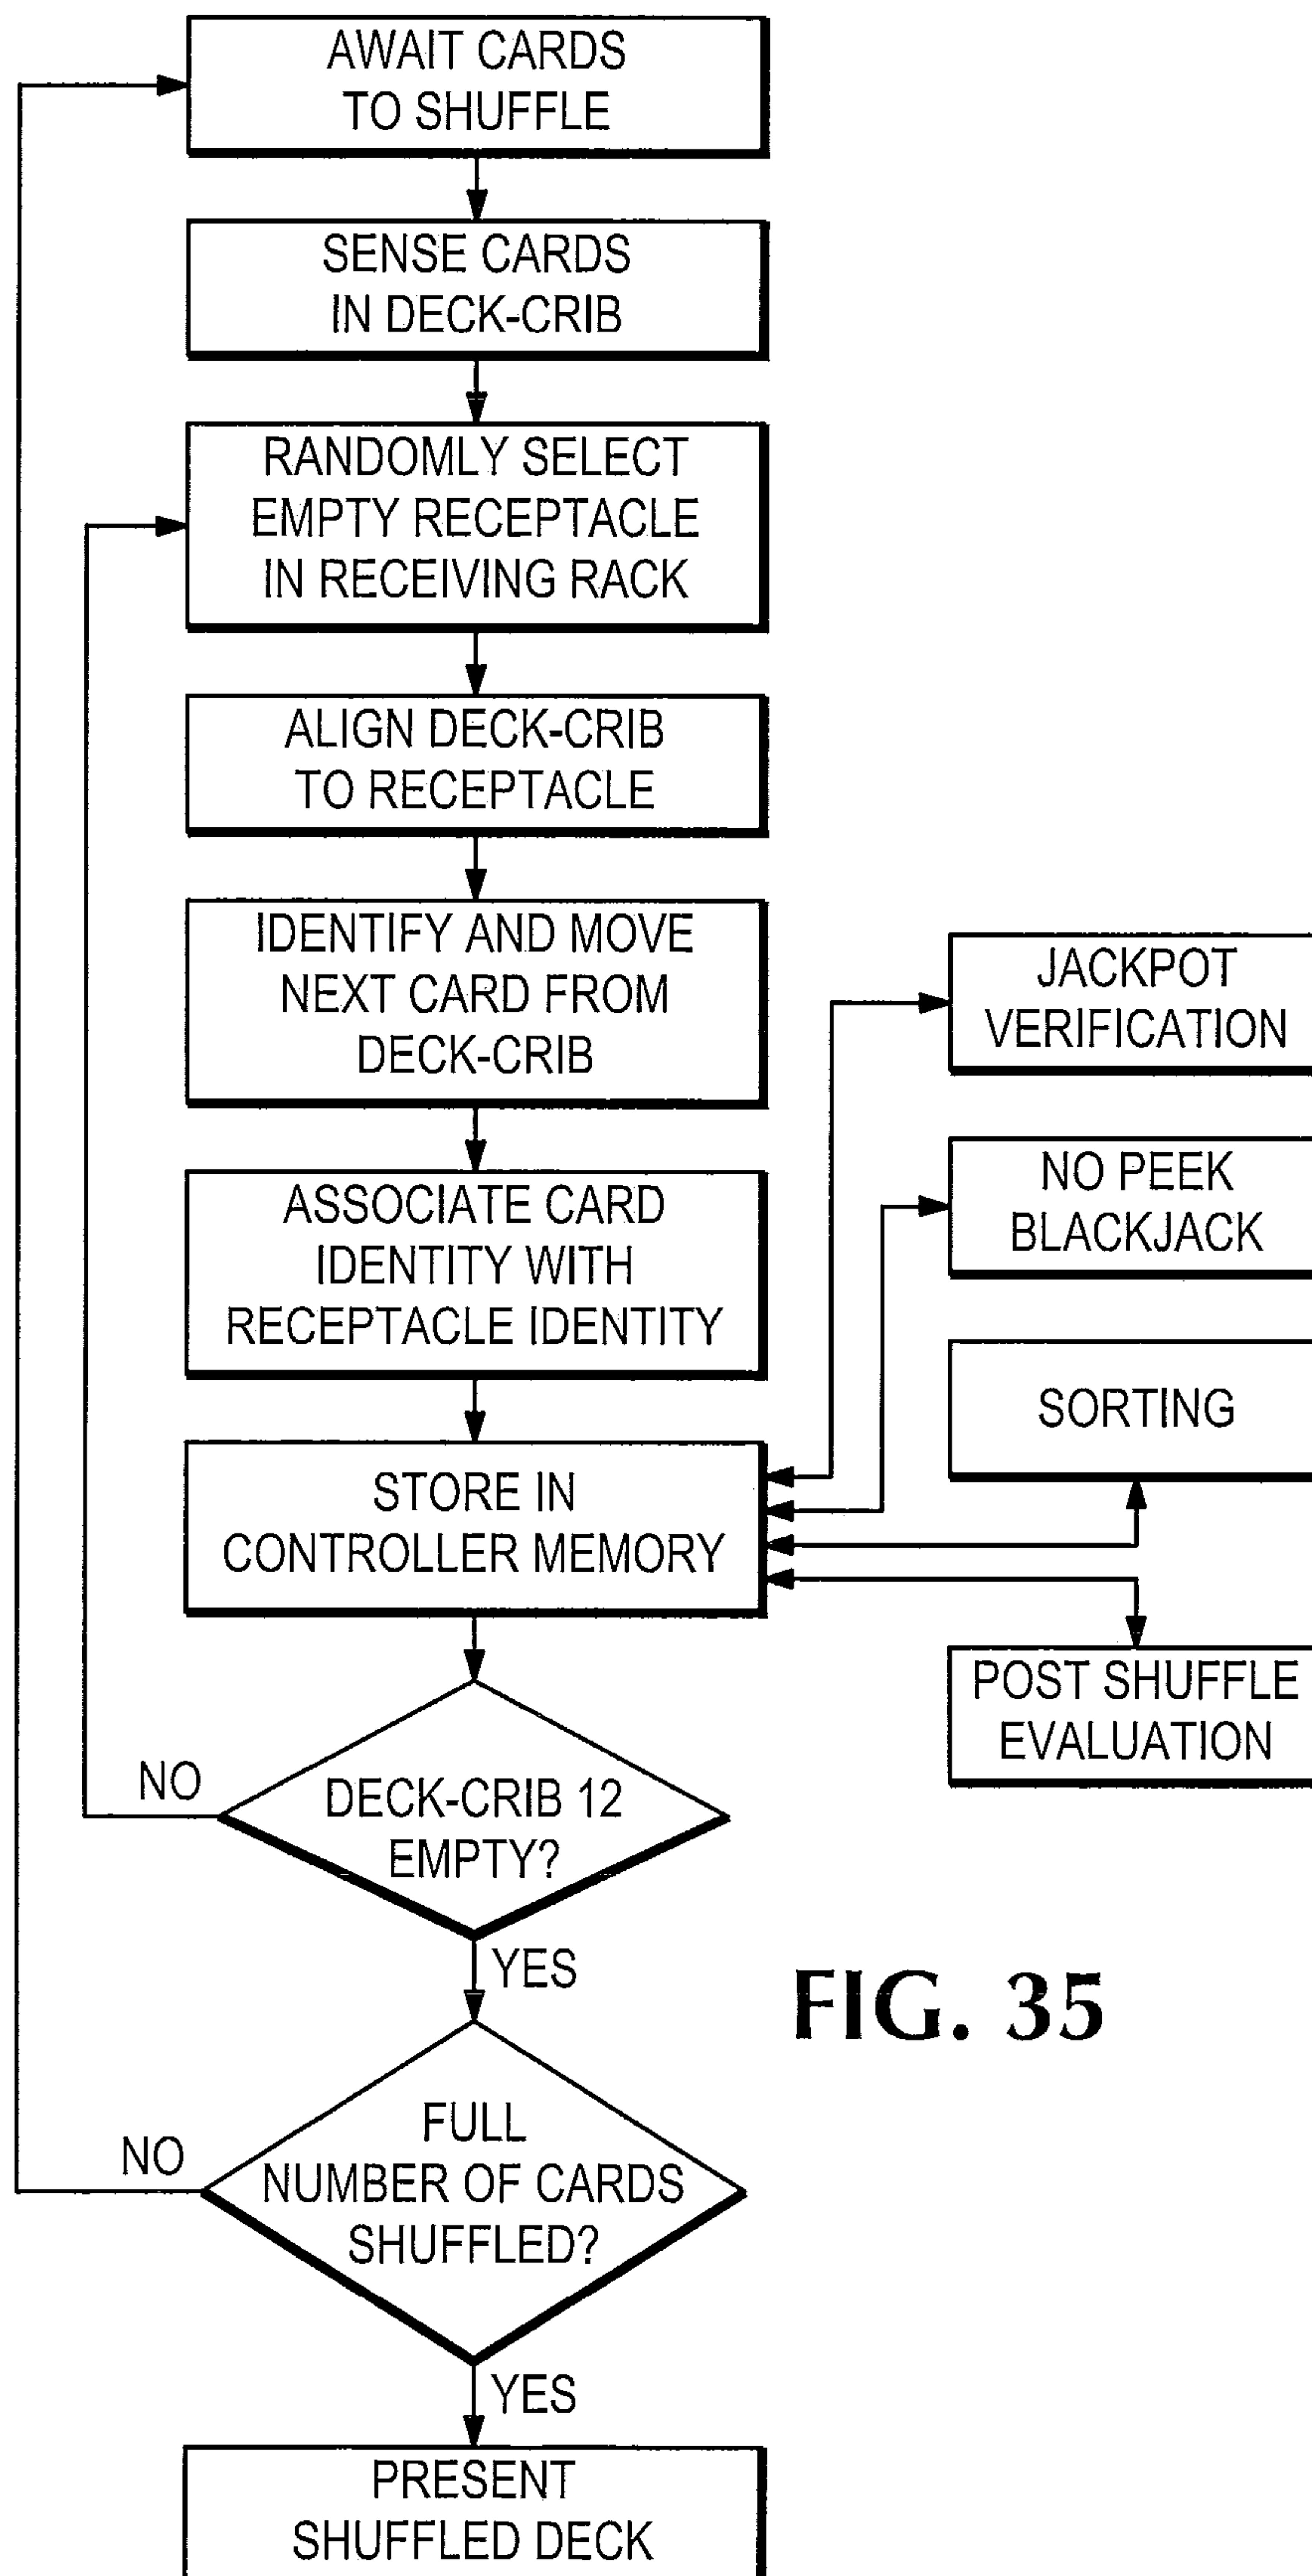 AWAIT CARDS
TO SHUFFLE
SENSE CARDS
IN DECK-CRIB
RANDOMLY SELECT
EMPTY RECEPTACLE
IN RECEIVING RACK
ALIGN DECK-CRIB
TO RECEPTACLE
IDENTIFY AND MOVE
NEXT CARD FROM
DECK-CRIB
ASSOCIATE CARD
IDENTITY WITH
RECEPTACLE IDENTITY
STORE IN
CONTROLLER MEMORY
JACKPOT
VERIFICATION
NO PEEK
BLACKJACK
SORTING
POST SHUFFLE
EVALUATION
DECK-CRIB 12
EMPTY?
NO
YES
FULL
NUMBER OF CARDS
SHUFFLED?
NO
YES
PRESENT
SHUFFLED DECK
FIG. 35